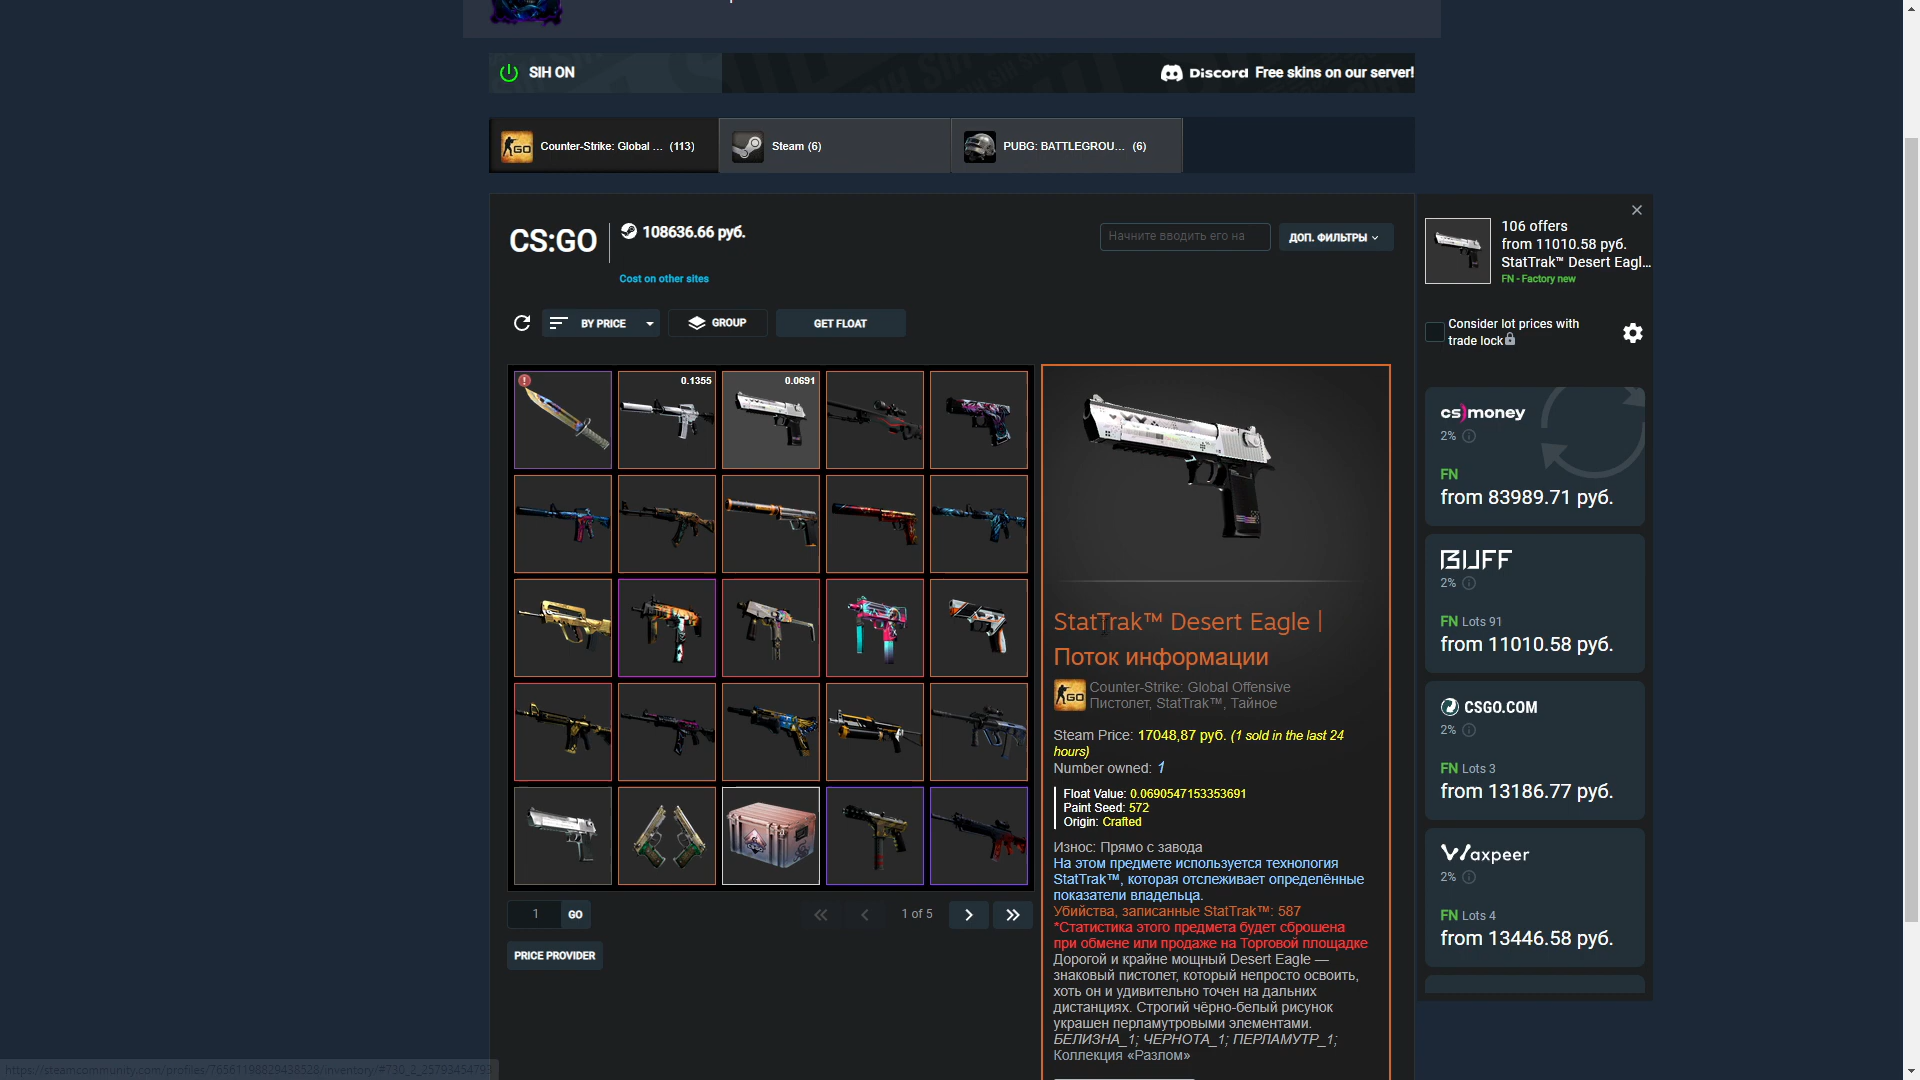 SIH ON
Discord Free skins on our server!
Counter-Strike: Global ... (113)
Steam (6)
PUBG: BATTLEGROU... (6)
CS:GO
108636.66 руб.
Cost on other sites
Начните вводить его на
ДОП. ФИЛЬТРЫ
BY PRICE
GROUP
GET FLOAT
0.1355
0.0691
StatTrak™ Desert Eagle |
Поток информации
Counter-Strike: Global Offensive
Пистолет, StatTrak™, Тайное
Steam Price: 17048,87 руб. (1 sold in the last 24
hours)
Number owned: 1
Float Value: 0.0690547153353691
Paint Seed: 572
Origin: Crafted
Износ: Прямо с завода
На этом предмете используется технология
StatTrak™, которая отслеживает определённые
показатели владельца.
Убийства, записанные StatTrak™: 587
*Статистика этого предмета будет сброшена
при обмене или продаже на Торговой площадке
Дорогой и крайне мощный Desert Eagle —
знаковый пистолет, который непросто освоить,
хоть он и удивительно точен на дальних
дистанциях. Строгий чёрно-белый рисунок
украшен перламутровыми элементами.
БЕЛИЗНА_1; ЧЕРНОТА_1; ПЕРЛАМУТР_1;
Коллекция «Разлом»
1
GO
1 of 5
PRICE PROVIDER
106 offers
from 11010.58 руб.
StatTrak™ Desert Eagl...
FN - Factory new
Consider lot prices with
trade lock
cs money
2%
FN
from 83989.71 руб.
BUFF
2%
FN Lots 91
from 11010.58 руб.
CSGO.COM
2%
FN Lots 3
from 13186.77 руб.
waxpeer
2%
FN Lots 4
from 13446.58 руб.